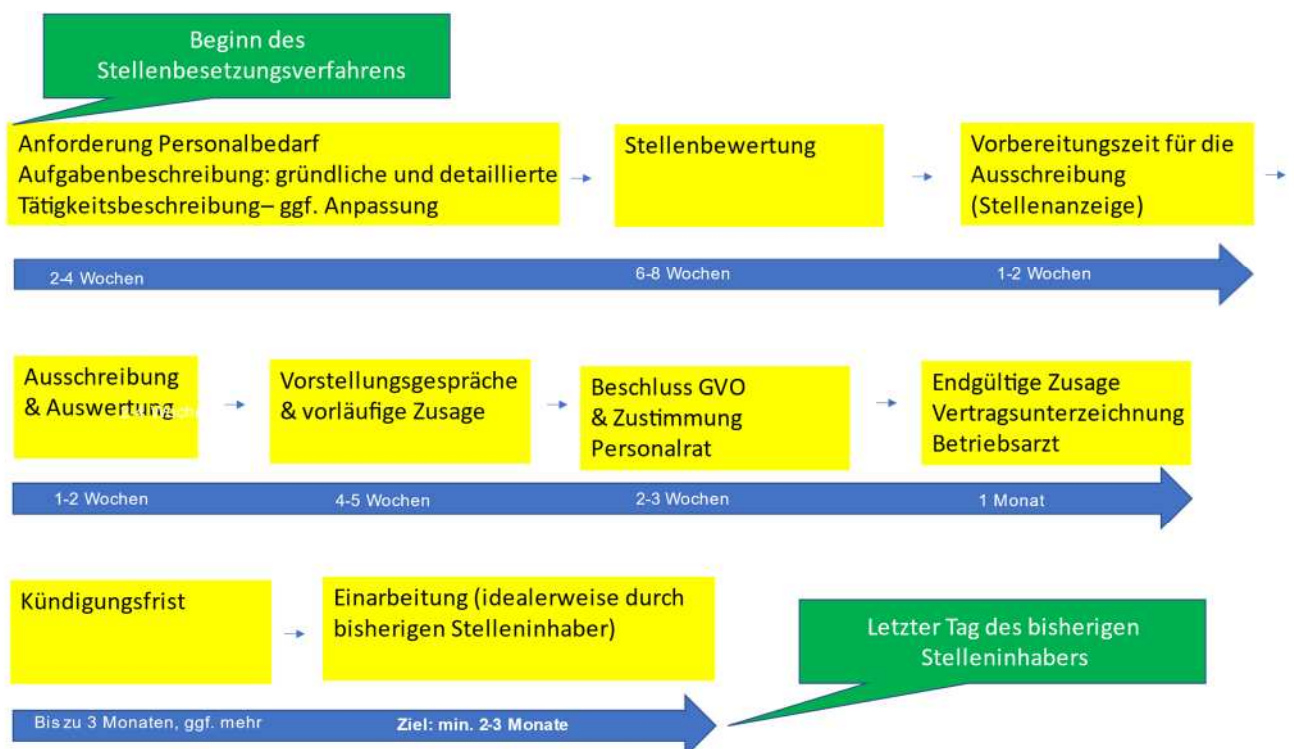 Beginn des
Stellenbesetzungsverfahrens
Anforderung Personalbedarf
Aufgabenbeschreibung: gründliche und detaillierte
Tätigkeitsbeschreibung– ggf. Anpassung
Stellenbewertung
Vorbereitungszeit für die
Ausschreibung
(Stellenanzeige)
2-4 Wochen
6-8 Wochen
1-2 Wochen
Ausschreibung
& Auswertung
Vorstellungsgespräche
& vorläufige Zusage
Beschluss GVO
& Zustimmung
Personalrat
Endgültige Zusage
Vertragsunterzeichnung
Betriebsarzt
1-2 Wochen
4-5 Wochen
2-3 Wochen
1 Monat
Kündigungsfrist
Einarbeitung (idealerweise durch
bisherigen Stelleninhaber)
Letzter Tag des bisherigen
Stelleninhabers
Bis zu 3 Monaten, ggf. mehr
Ziel: min. 2-3 Monate